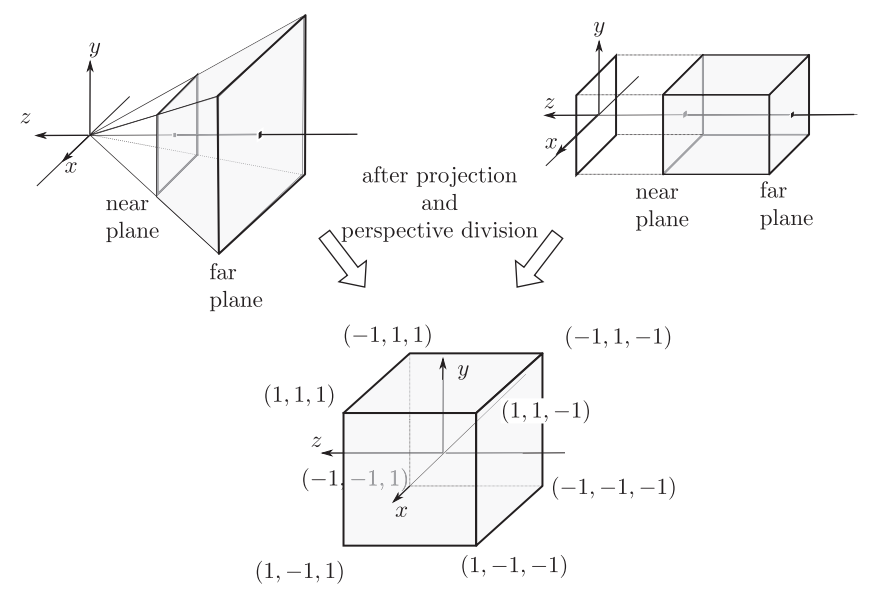 y
z
x
near
plane
far
plane
y
z
x
near
plane
far
plane
after projection
and
perspective division
(−1, 1, 1)
(−1, 1, −1)
y
(1, 1, 1)
(1, 1, −1)
z
(−1, −1, 1)
(−1, −1, −1)
x
(1, −1, 1)
(1, −1, −1)